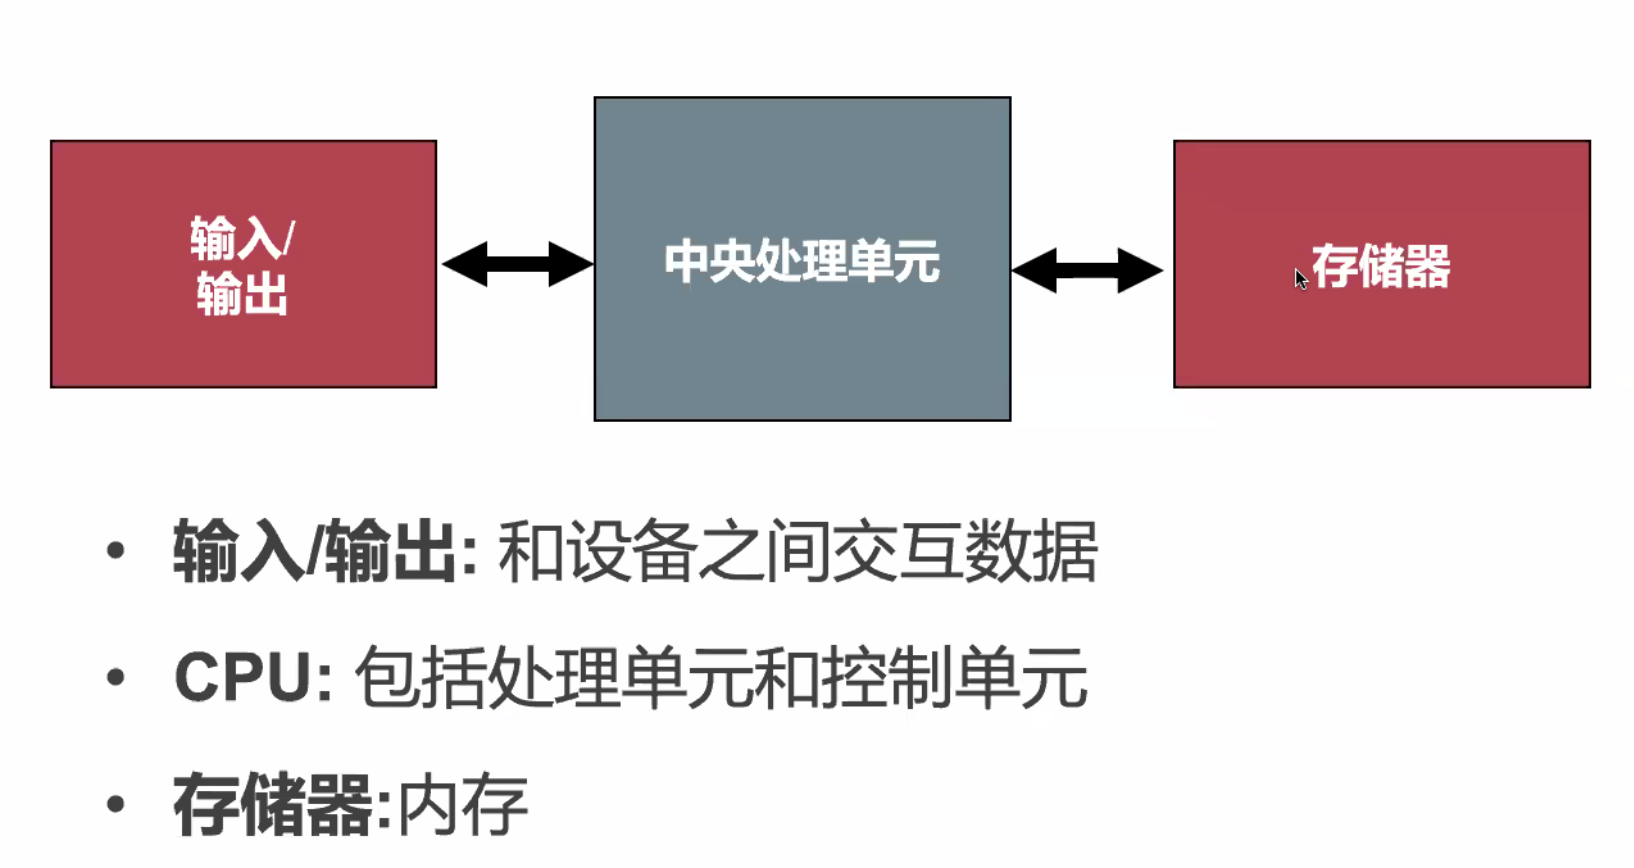 输入/
输出
中央处理单元
存储器
• 输入/输出: 和设备之间交互数据
• CPU: 包括处理单元和控制单元
• 存储器:内存